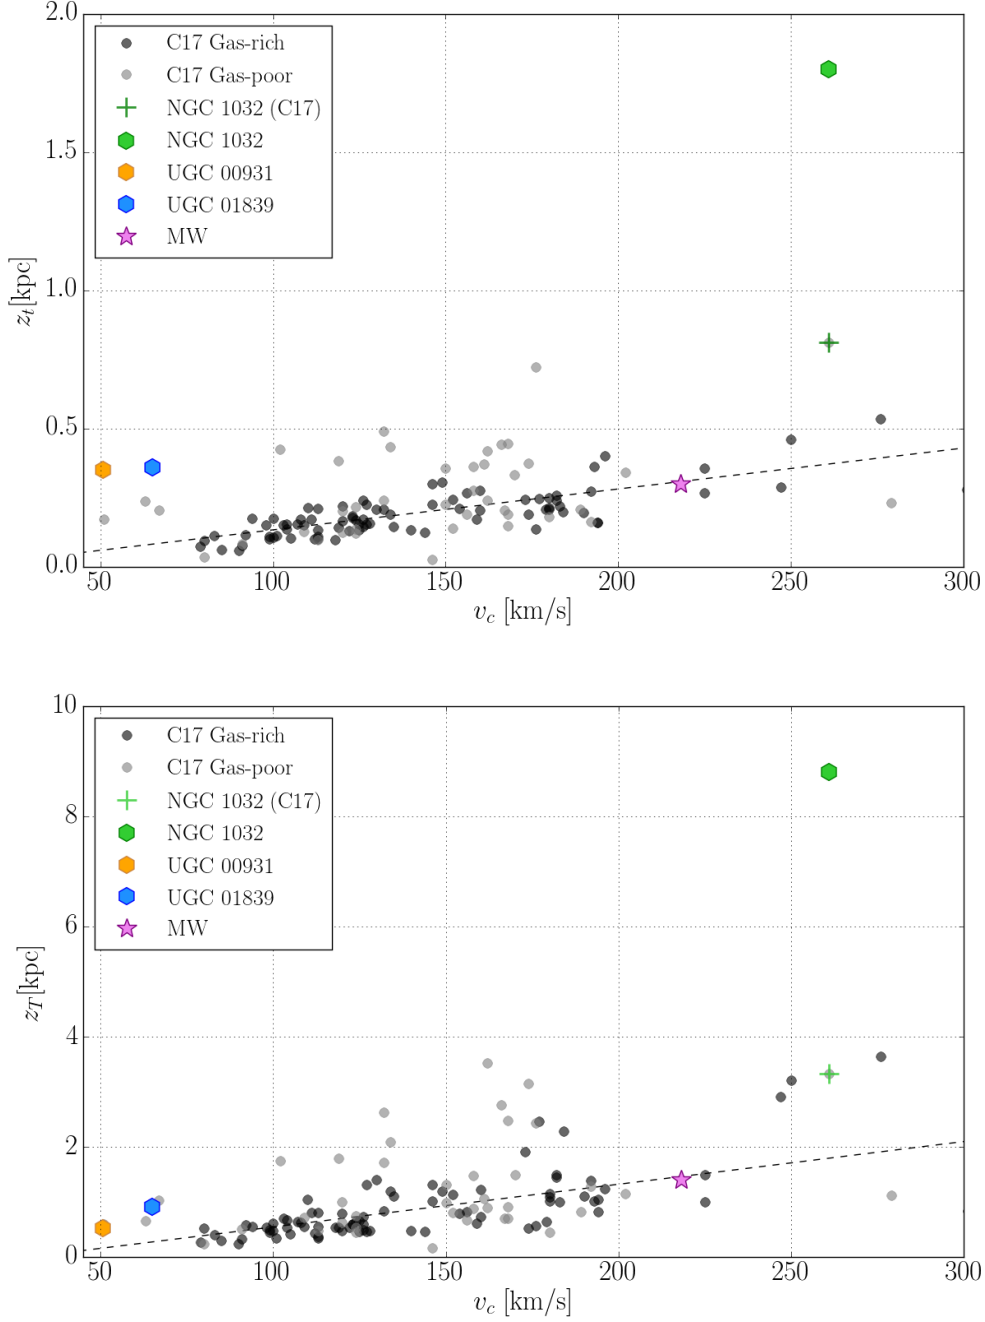 2.0
1.5
1.0
0.5
0.0
z_t[kpc]
C17 Gas-rich
C17 Gas-poor
NGC 1032 (C17)
NGC 1032
UGC 00931
UGC 01839
MW
50 100 150 200 250 300
v_c [km/s]
10
8
6
4
2
0
z_T[kpc]
C17 Gas-rich
C17 Gas-poor
NGC 1032 (C17)
NGC 1032
UGC 00931
UGC 01839
MW
50 100 150 200 250 300
v_c [km/s]